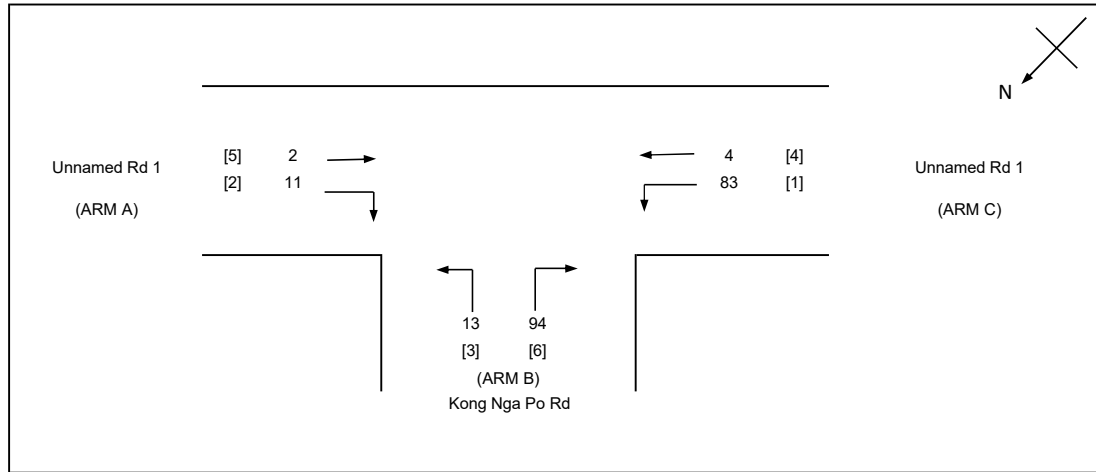 N
Unnamed Rd 1
(ARM A)
[5] 2
[2] 11
4 [4]
83 [1]
Unnamed Rd 1
(ARM C)
13 94
[3] [6]
(ARM B)
Kong Nga Po Rd